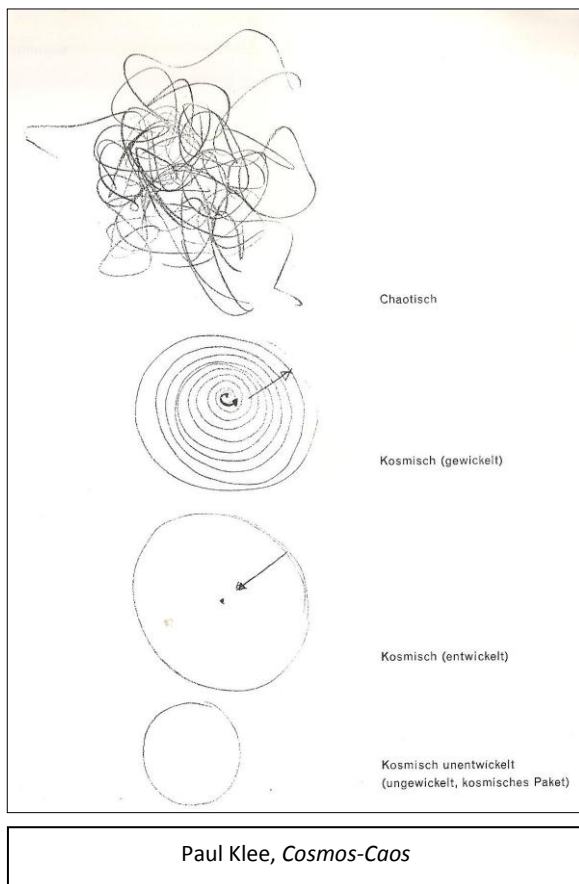 Chaotisch
Kosmisch (gewickelt)
Kosmisch (entwickelt)
Kosmisch unentwickelt
(ungewickelt, kosmisches Paket)
Paul Klee, Cosmos-Caos